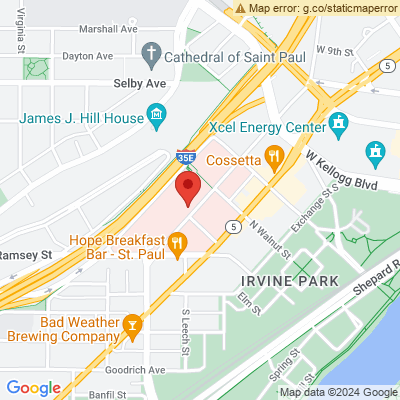 Map error: g.co/staticmaperror
Virginia St
Marshall Ave
W 9th St
Dayton Ave
Cathedral of Saint Paul
5
Selby Ave
James J. Hill House
Xcel Energy
Center
35E
Cossetta
W Kellogg Blvd
Exchange St S
5
N Walnut St
Hope Breakfast
Bar - St. Paul
Ramsey St
IRVINE PARK
Shepard R
Elm St
Bad Weather
Brewing Company
S Leech St
Spring St
Goodrich Ave
Google
Banfil St
Map data ©2024 Google